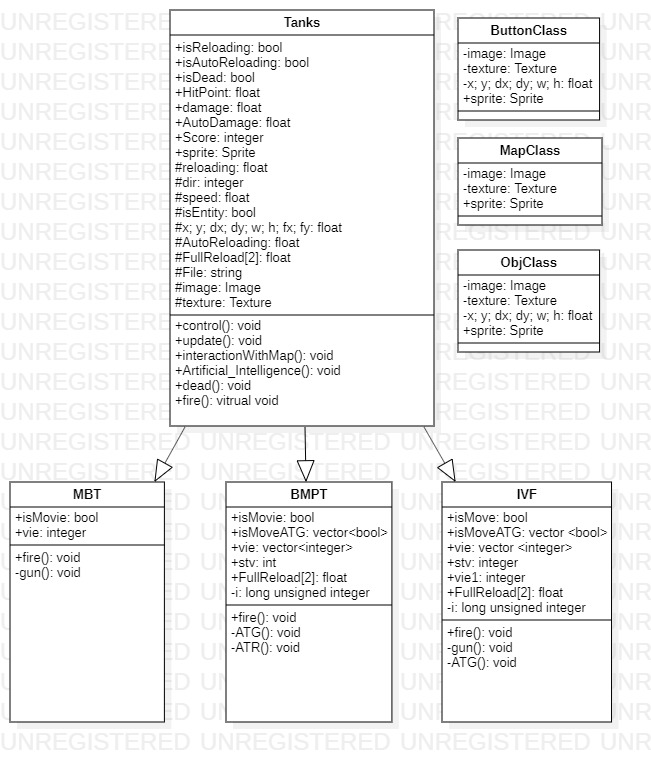 Tanks
+isReloading: bool
+isAutoReloading: bool
+isDead: bool
+HitPoint: float
+damage: float
+AutoDamage: float
+Score: integer
+sprite: Sprite
#reloading: float
#dir: integer
#speed: float
#isEntity: bool
#x; y; dx; dy; w; h; fx; fy: float
#AutoReloading: float
#FullReload[2]: float
#File: string
#image: Image
#texture: Texture
+control(): void
+update(): void
+interactionWithMap(): void
+Artificial_Intelligence(): void
+dead(): void
+fire(): vitrual void
ButtonClass
-image: Image
-texture: Texture
-x; y; dx; dy; w; h: float
+sprite: Sprite
MapClass
-image: Image
-texture: Texture
+sprite: Sprite
ObjClass
-image: Image
-texture: Texture
-x; y; dx; dy; w; h: float
+sprite: Sprite
MBT
+isMovie: bool
+vie: integer
+fire(): void
-gun(): void
BMPT
+isMovie: bool
+isMoveATG: vector<bool>
+vie: vector<integer>
+stv: int
+FullReload[2]: float
-i: long unsigned integer
+fire(): void
-ATG(): void
-ATR(): void
IVF
+isMove: bool
+isMoveATG: vector <bool>
+vie: vector <integer>
+stv: integer
+vie1: integer
+FullReload[2]: float
-i: long unsigned integer
+fire(): void
-gun(): void
-ATG(): void
UNREGISTERED UNREGISTERED UNREGISTERED UNR